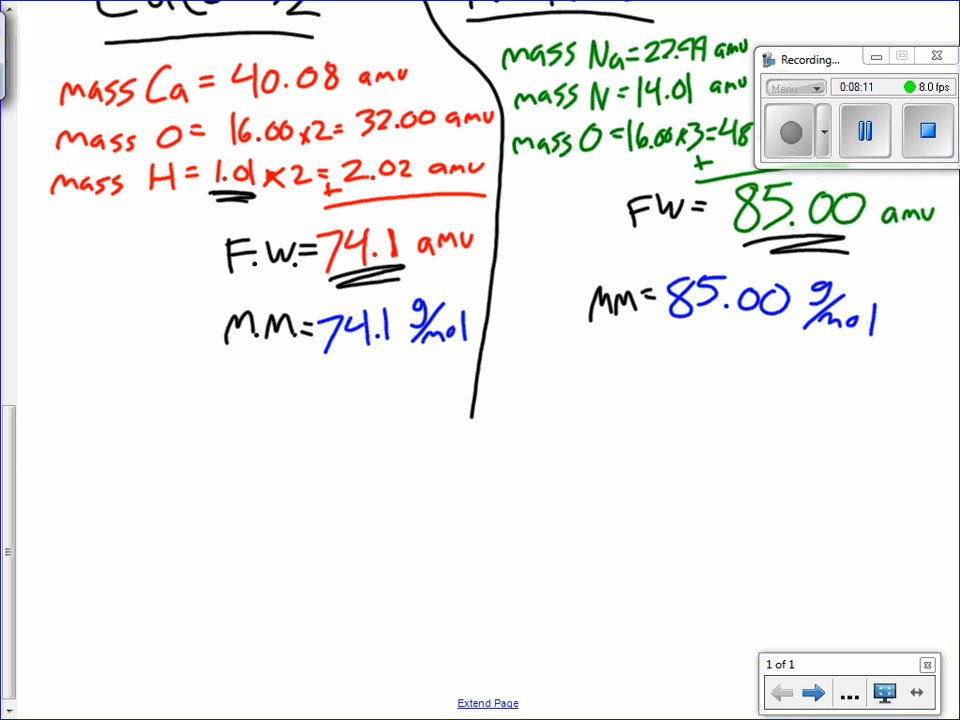 mass Ca = 40.08 amu
mass O = 16.00 x 2 = 32.00 amu
mass H = 1.01 x 2 = 2.02 amu
+
F.W. = 74.1 amu
M.M. = 74.1 g/mol
mass Na = 22.99 amu
mass N = 14.01 amu
mass O = 16.00 x 3 = 48
+
FW = 85.00 amu
MM = 85.00 g/mol
Recording...
Menu
0:08:11
8.0 fps
1 of 1
...
Extend Page